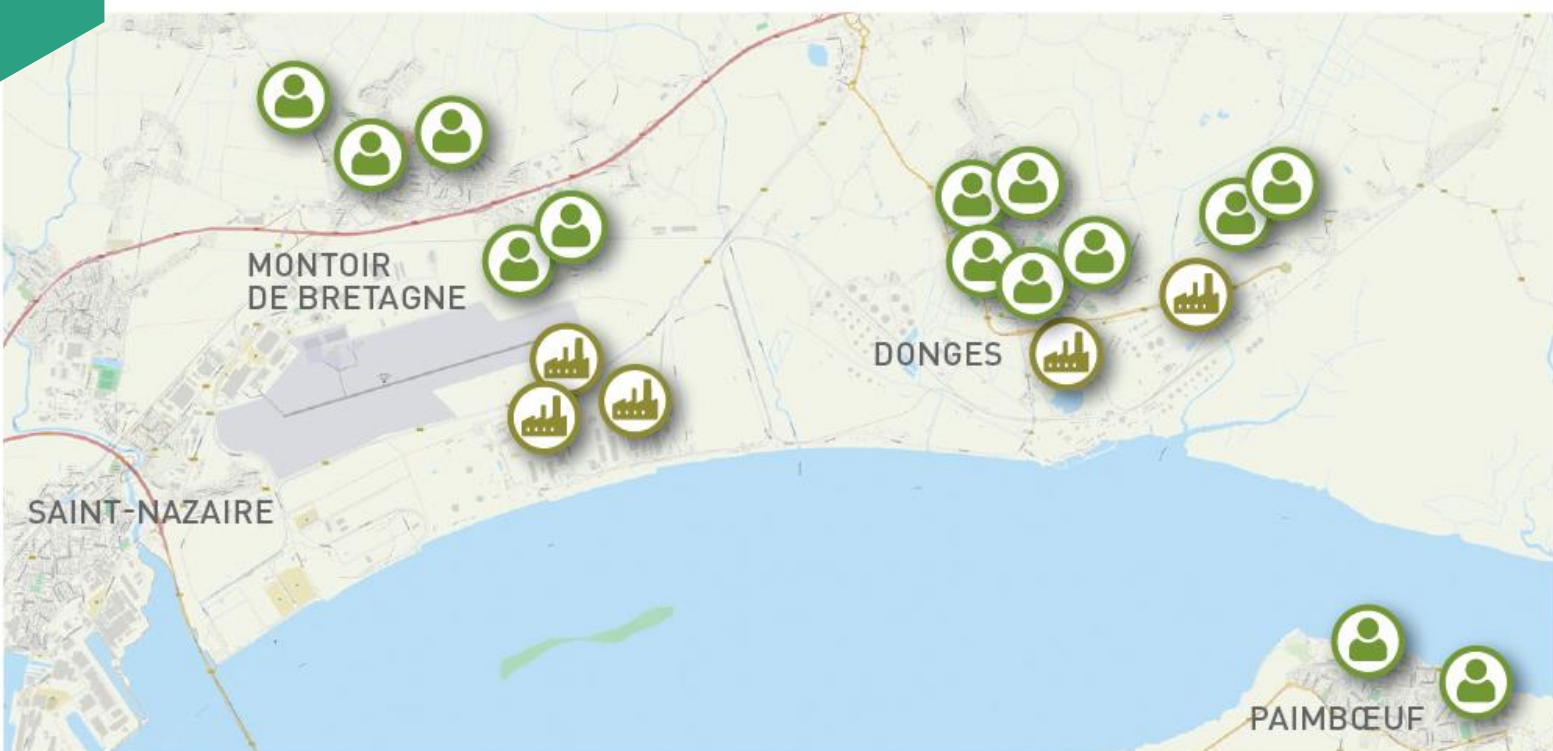 MONTOIR
DE BRETAGNE
DONGES
SAINT-NAZAIRE
PAIMBŒUF